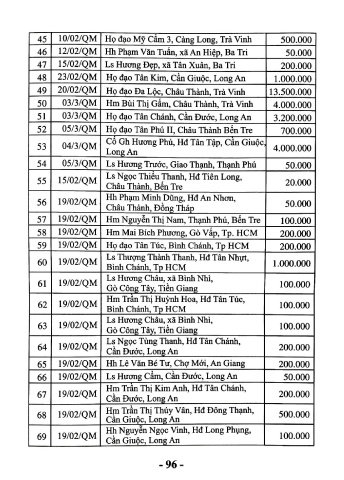 45 10/02/QM Họ đạo Mỹ Cẩm 3, Càng Long, Trà Vinh 500.000
46 12/02/QM Hh Phạm Văn Tuấn, xã An Hiệp, Ba Tri 50.000
47 15/02/QM Ls Hương Đẹp, xã Tân Xuân, Ba Tri 200.000
48 23/02/QM Họ đạo Tân Kim, Cần Giuộc, Long An 1.000.000
49 20/02/QM Họ đạo Đa Lộc, Châu Thành, Trà Vinh 13.500.000
50 03/3/QM Hm Bùi Thị Gấm, Châu Thành, Trà Vinh 4.000.000
51 03/3/QM Họ đạo Tân Chánh, Cần Đước, Long An 3.200.000
52 05/3/QM Họ đạo Tân Phú II, Châu Thành Bến Tre 700.000
53 04/3/QM Cố Gh Hương Phú, Hđ Tân Tập, Cần Giuộc,
Long An 4.000.000
54 05/3/QM Ls Hương Trước, Giao Thạnh, Thạnh Phú 50.000
55 15/02/QM Ls Ngọc Thiểu Thanh, Hđ Tiên Long,
Châu Thành, Bến Tre 20.000
56 19/02/QM Hh Phạm Minh Dũng, Hđ An Nhơn,
Châu Thành, Đồng Tháp 50.000
57 19/02/QM Hm Nguyễn Thị Nam, Thạnh Phú, Bến Tre 100.000
58 19/02/QM Hm Mai Bích Phương, Gò Vấp, Tp. HCM 200.000
59 19/02/QM Họ đạo Tân Túc, Bình Chánh, Tp HCM 200.000
60 19/02/QM Ls Thượng Thành Thanh, Hđ Tân Nhựt,
Bình Chánh, Tp HCM 1.000.000
61 19/02/QM Ls Hương Châu, xã Bình Nhì,
Gò Công Tây, Tiền Giang 100.000
62 19/02/QM Hm Trần Thị Huỳnh Hoa, Hđ Tân Túc,
Bình Chánh, Tp HCM 100.000
63 19/02/QM Ls Hương Châu, xã Bình Nhì,
Gò Công Tây, Tiền Giang 100.000
64 19/02/QM Ls Ngọc Tùng Thanh, Hđ Tân Chánh,
Cần Đước, Long An 200.000
65 19/02/QM Hh Lê Văn Bé Tư, Chợ Mới, An Giang 200.000
66 19/02/QM Ls Hương Cẩm, Cần Đước, Long An 50.000
67 19/02/QM Hm Trần Thị Kim Anh, Hđ Tân Chánh,
Cần Đước, Long An 200.000
68 19/02/QM Hm Trần Thị Thúy Vân, Hđ Đông Thạnh,
Cần Giuộc, Long An 500.000
69 19/02/QM Hh Nguyễn Ngọc Vinh, Hđ Long Phụng,
Cần Giuộc, Long An 100.000
- 96 -